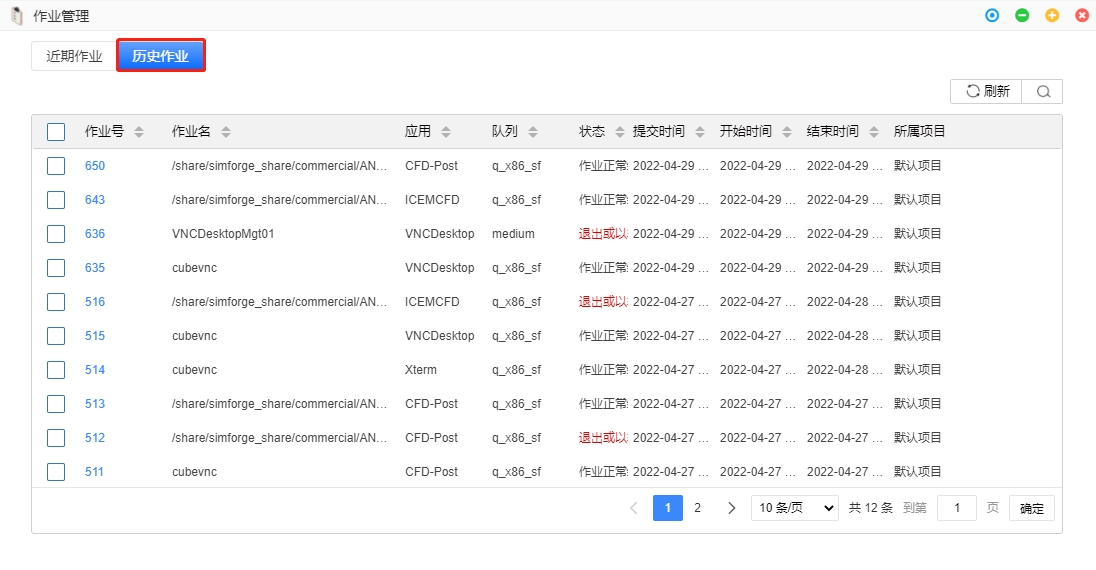 作业管理
近期作业 历史作业
刷新
作业号 作业名 应用 队列 状态 提交时间 开始时间 结束时间 所属项目
650 /share/simforge_share/commercial/AN... CFD-Post q_x86_sf 作业正常 2022-04-29 ... 2022-04-29 ... 2022-04-29 ... 默认项目
643 /share/simforge_share/commercial/AN... ICEMCFD q_x86_sf 作业正常 2022-04-29 ... 2022-04-29 ... 2022-04-29 ... 默认项目
636 VNCDesktopMgt01 VNCDesktop medium 退出或以 2022-04-29 ... 2022-04-29 ... 2022-04-29 ... 默认项目
635 cubevnc VNCDesktop q_x86_sf 作业正常 2022-04-29 ... 2022-04-29 ... 2022-04-29 ... 默认项目
516 /share/simforge_share/commercial/AN... ICEMCFD q_x86_sf 退出或以 2022-04-27 ... 2022-04-27 ... 2022-04-28 ... 默认项目
515 cubevnc VNCDesktop q_x86_sf 作业正常 2022-04-27 ... 2022-04-27 ... 2022-04-28 ... 默认项目
514 cubevnc Xterm q_x86_sf 作业正常 2022-04-27 ... 2022-04-27 ... 2022-04-28 ... 默认项目
513 /share/simforge_share/commercial/AN... CFD-Post q_x86_sf 作业正常 2022-04-27 ... 2022-04-27 ... 2022-04-27 ... 默认项目
512 /share/simforge_share/commercial/AN... CFD-Post q_x86_sf 退出或以 2022-04-27 ... 2022-04-27 ... 2022-04-27 ... 默认项目
511 cubevnc CFD-Post q_x86_sf 作业正常 2022-04-27 ... 2022-04-27 ... 2022-04-27 ... 默认项目
1 2 10 条/页 共 12 条 到第 1 页 确定